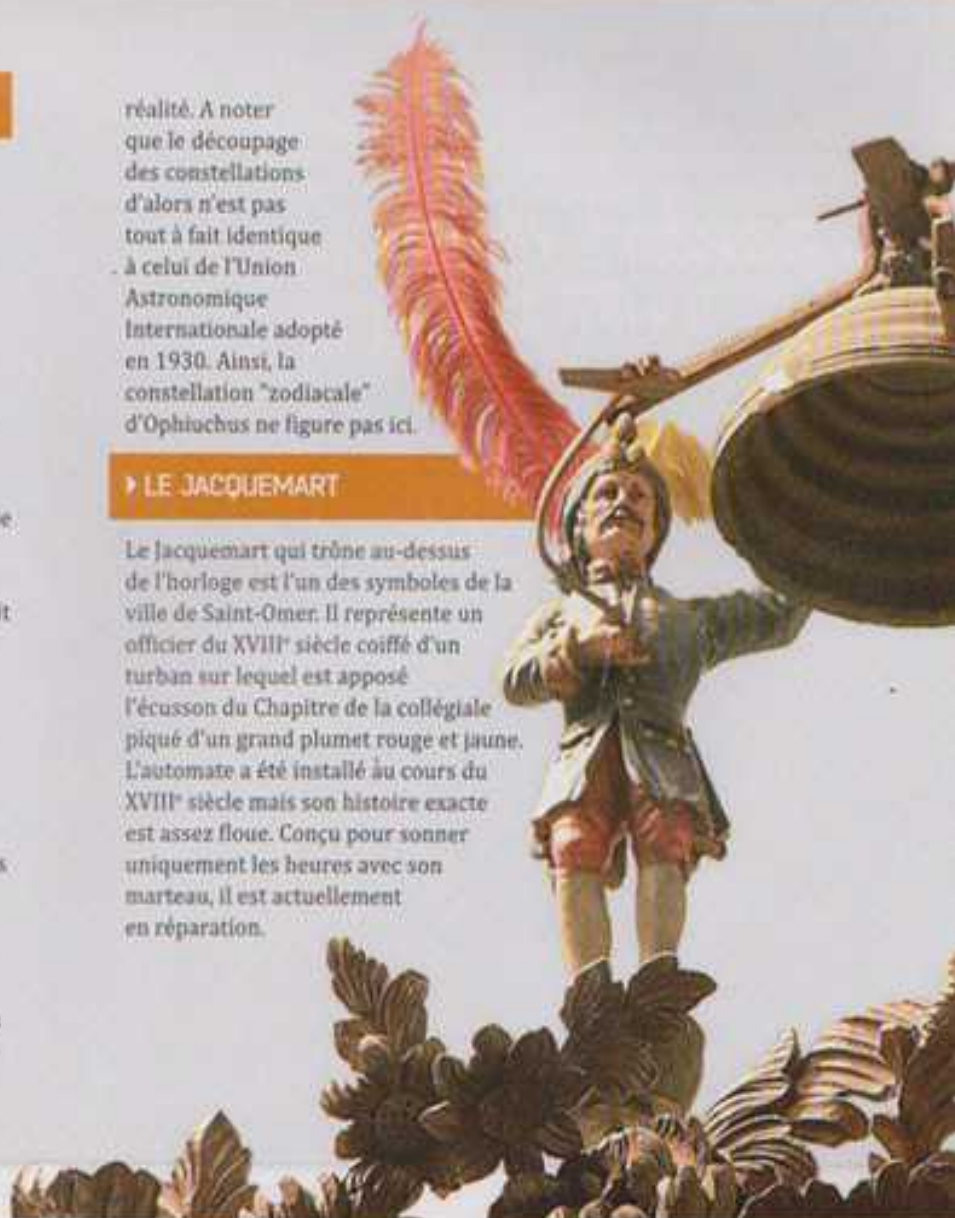 réalité. A noter
que le découpage
des constellations
d'alors n'est pas
tout à fait identique
à celui de l'Union
Astronomique
Internationale adopté
en 1930. Ainsi, la
constellation "zodiacale"
d'Ophiuchus ne figure pas ici.
LE JACQUEMART
Le Jacquemart qui trône au-dessus
de l'horloge est l'un des symboles de la
ville de Saint-Omer. Il représente un
officier du XVIIIᵉ siècle coiffé d'un
turban sur lequel est apposé
l'écusson du Chapitre de la collégiale
piqué d'un grand plumet rouge et jaune.
L'automate a été installé au cours du
XVIIIᵉ siècle mais son histoire exacte
est assez floue. Conçu pour sonner
uniquement les heures avec son
marteau, il est actuellement
en réparation.